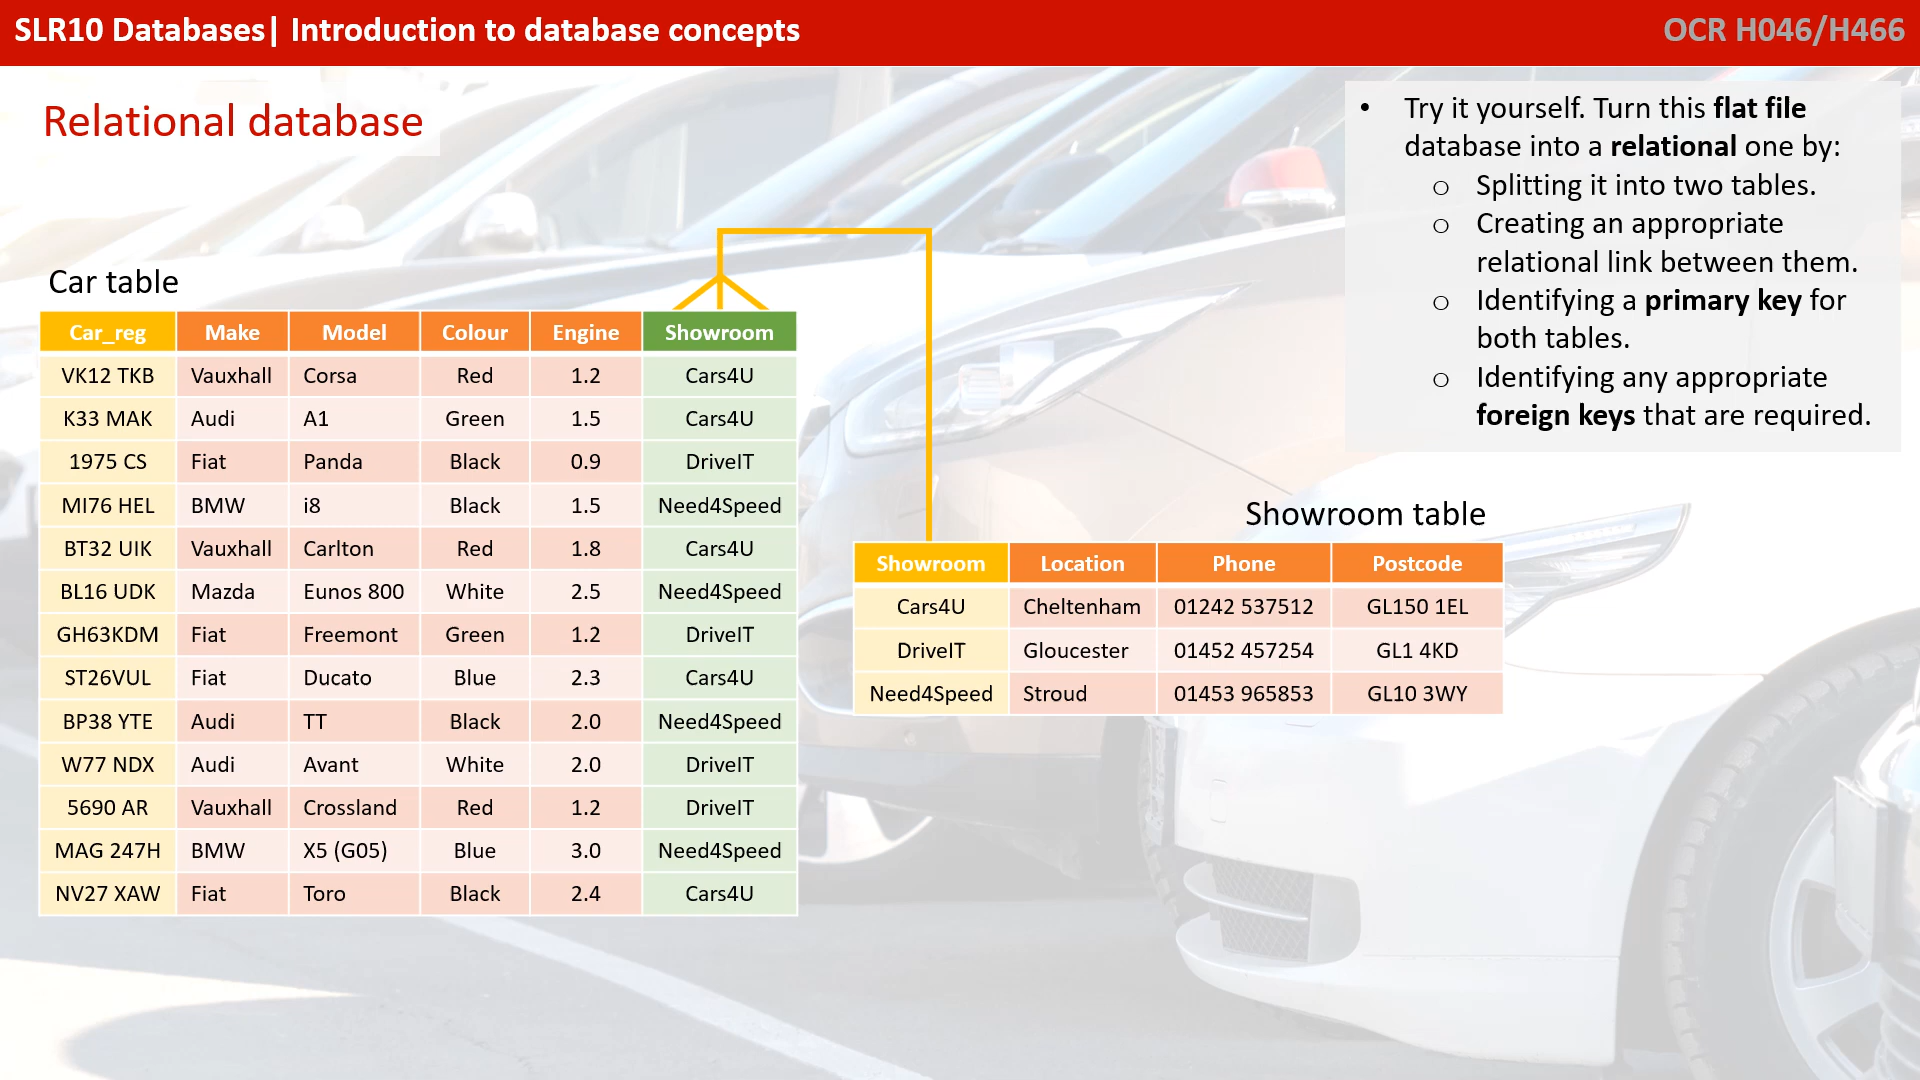 SLR10 Databases| Introduction to database concepts
OCR H046/H466
Relational database
• Try it yourself. Turn this flat file
database into a relational one by:
o Splitting it into two tables.
o Creating an appropriate
relational link between them.
o Identifying a primary key for
both tables.
o Identifying any appropriate
foreign keys that are required.
Car table
Car_reg Make Model Colour Engine Showroom
VK12 TKB Vauxhall Corsa Red 1.2 Cars4U
K33 MAK Audi A1 Green 1.5 Cars4U
1975 CS Fiat Panda Black 0.9 DriveIT
MI76 HEL BMW i8 Black 1.5 Need4Speed
BT32 UIK Vauxhall Carlton Red 1.8 Cars4U
BL16 UDK Mazda Eunos 800 White 2.5 Need4Speed
GH63KDM Fiat Freemont Green 1.2 DriveIT
ST26VUL Fiat Ducato Blue 2.3 Cars4U
BP38 YTE Audi TT Black 2.0 Need4Speed
W77 NDX Audi Avant White 2.0 DriveIT
5690 AR Vauxhall Crossland Red 1.2 DriveIT
MAG 247H BMW X5 (G05) Blue 3.0 Need4Speed
NV27 XAW Fiat Toro Black 2.4 Cars4U
Showroom table
Showroom Location Phone Postcode
Cars4U Cheltenham 01242 537512 GL150 1EL
DriveIT Gloucester 01452 457254 GL1 4KD
Need4Speed Stroud 01453 965853 GL10 3WY